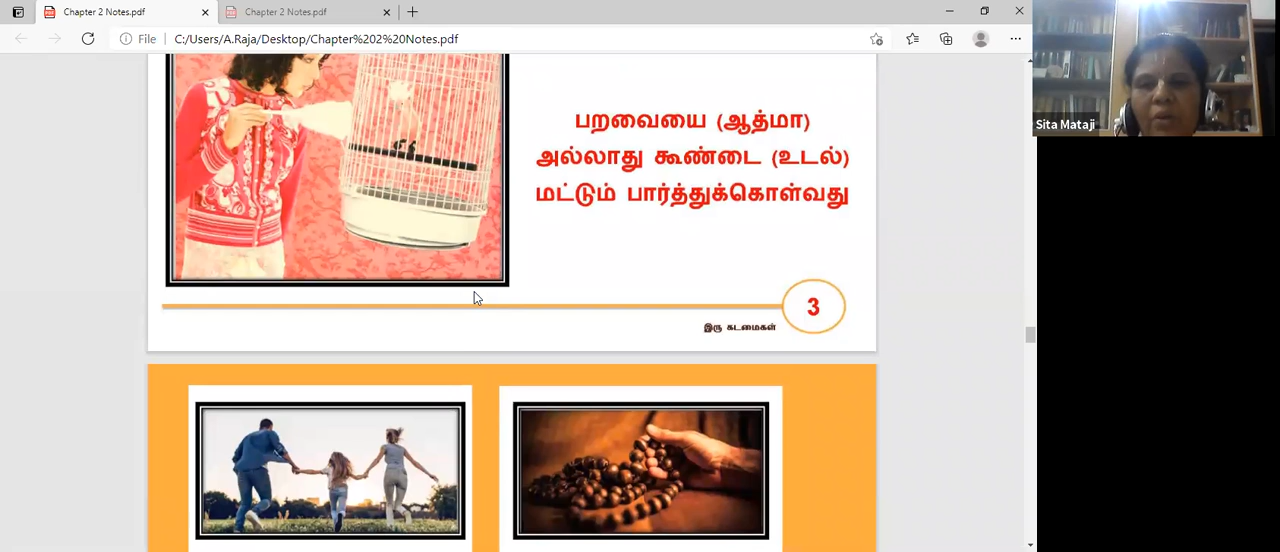 Chapter 2 Notes.pdf
Chapter 2 Notes.pdf
File
C:/Users/A.Raja/Desktop/Chapter%202%20Notes.pdf
Sita Mataji
பறவையை (ஆத்மா)
அல்லாது கூண்டை (உடல்)
மட்டும் பார்த்துக்கொள்வது
3
இரு கடமைகள்